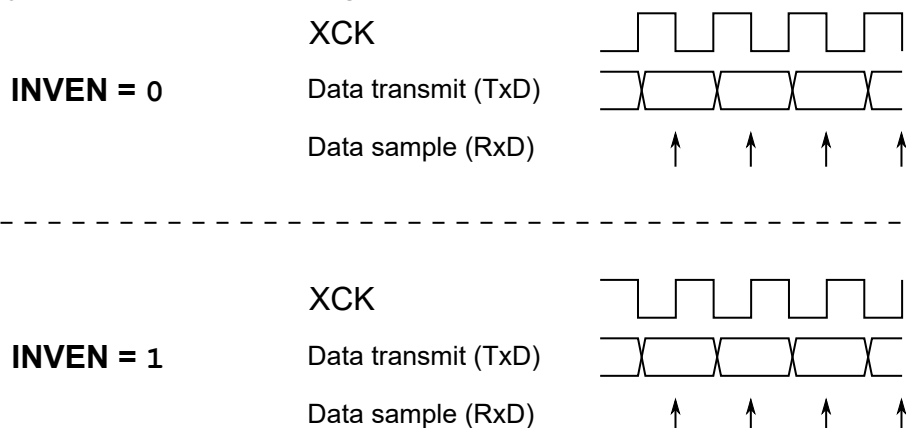 XCK
INVEN = 0
Data transmit (TxD)
Data sample (RxD)
XCK
INVEN = 1
Data transmit (TxD)
Data sample (RxD)